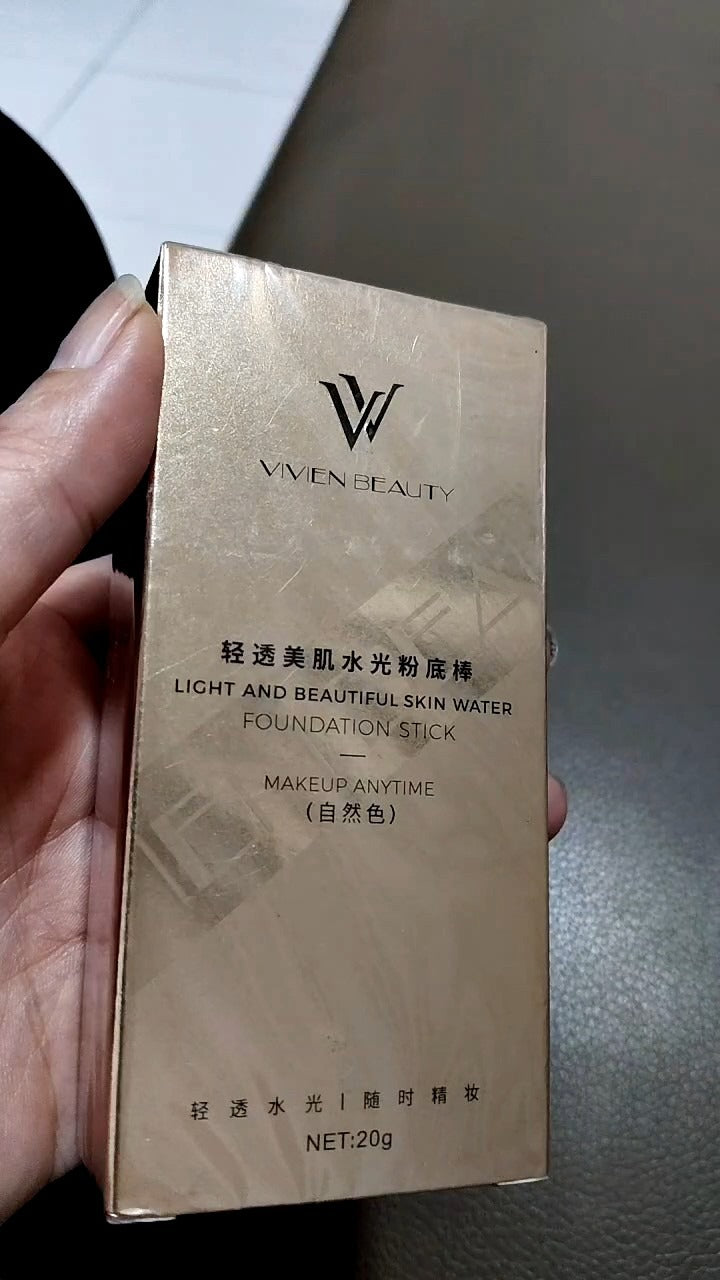 VIVIEN BEAUTY
轻透美肌水光粉底棒
LIGHT AND BEAUTIFUL SKIN WATER
FOUNDATION STICK
MAKEUP ANYTIME
(自然色)
轻透水光|随时精妆
NET:20g